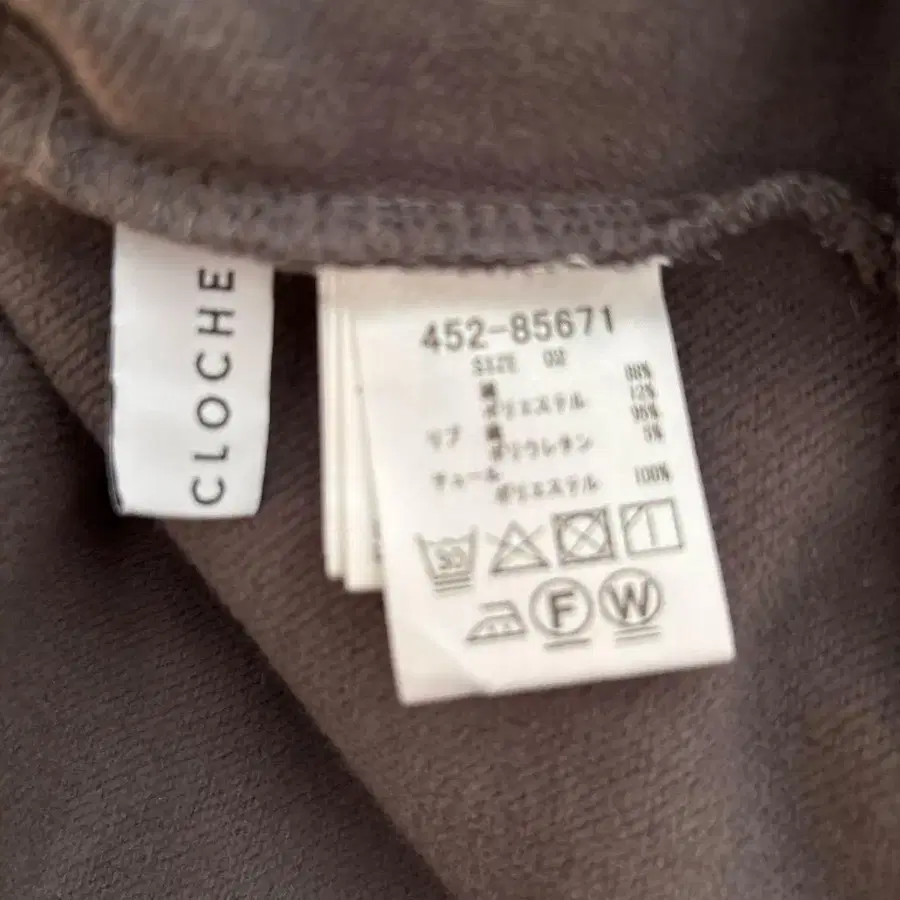 CLOCHE
452-85671
SIZE 02
綿 88%
ポリエステル 12%
リブ 綿 95%
ポリウレタン 5%
チュール
ポリエステル 100%
30
F W